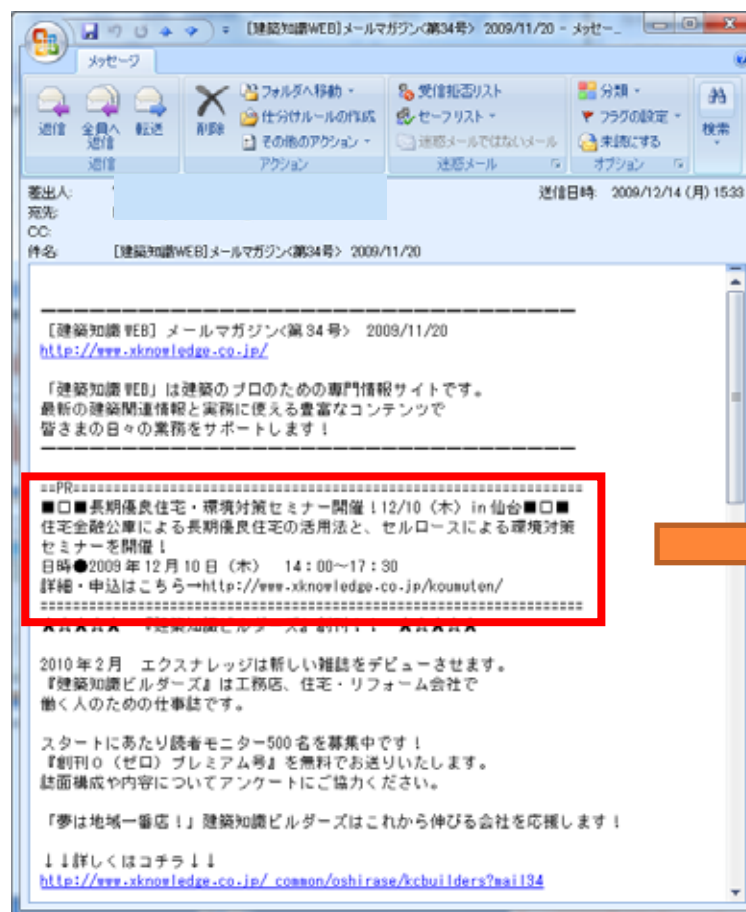 [建築知識WEB]メールマガジン<第34号> 2009/11/20 - メッセー...
メッセージ
返信 全員へ返信 転送 削除
フォルダへ移動
仕分けルールの作成
その他のアクション
受信拒否リスト
セーフリスト
迷惑メールではないメール
分類
フラグの設定
未読にする
検索
返信 アクション 迷惑メール オプション
差出人: 送信日時: 2009/12/14 (月) 15:33
宛先:
CC:
件名: [建築知識WEB]メールマガジン<第34号> 2009/11/20
━━━━━━━━━━━━━━━━━━━━━━━━━━━━━━
[建築知識WEB] メールマガジン<第34号> 2009/11/20
http://www.xknowledge.co.jp/
「建築知識WEB」は建築のプロのための専門情報サイトです。
最新の建築関連情報と実務に使える豊富なコンテンツで
皆さまの日々の業務をサポートします!
━━━━━━━━━━━━━━━━━━━━━━━━━━━━━━
==PR==========================================================
■□■長期優良住宅・環境対策セミナー開催!12/10(木)in仙台■□■
住宅金融公庫による長期優良住宅の活用法と、セルロースによる環境対策
セミナーを開催!
日時●2009年12月10日(木) 14:00~17:30
詳細・申込はこちら→http://www.xknowledge.co.jp/koumuten/
==============================================================
★★★★★ 『建築知識ビルダーズ』創刊!! ★★★★★
2010年2月 エクスナレッジは新しい雑誌をデビューさせます。
『建築知識ビルダーズ』は工務店、住宅・リフォーム会社で
働く人のための仕事誌です。
スタートにあたり読者モニター500名を募集中です!
『創刊0(ゼロ)プレミアム号』を無料でお送りいたします。
誌面構成や内容についてアンケートにご協力ください。
「夢は地域一番店!」建築知識ビルダーズはこれから伸びる会社を応援します!
↓↓詳しくはコチラ↓↓
http://www.xknowledge.co.jp/_common/oshirase/kcbuilders?mail34